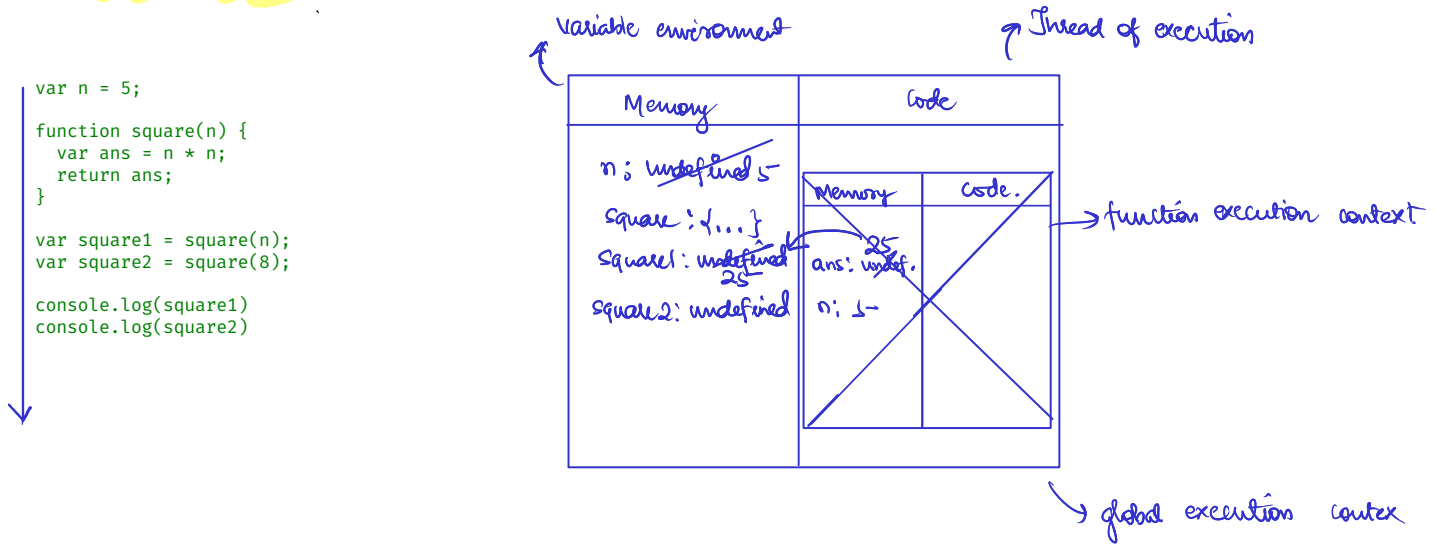 variable environment
Thread of execution
var n = 5;
function square(n) {
var ans = n * n;
return ans;
}
var square1 = square(n);
var square2 = square(8);
console.log(square1)
console.log(square2)
Memory
Code
n: undefined 5
square : {...}
square1: undefined
25
square2: undefined
Memory
Code.
25
ans: undef.
n: 5
function execution context
global execution contex